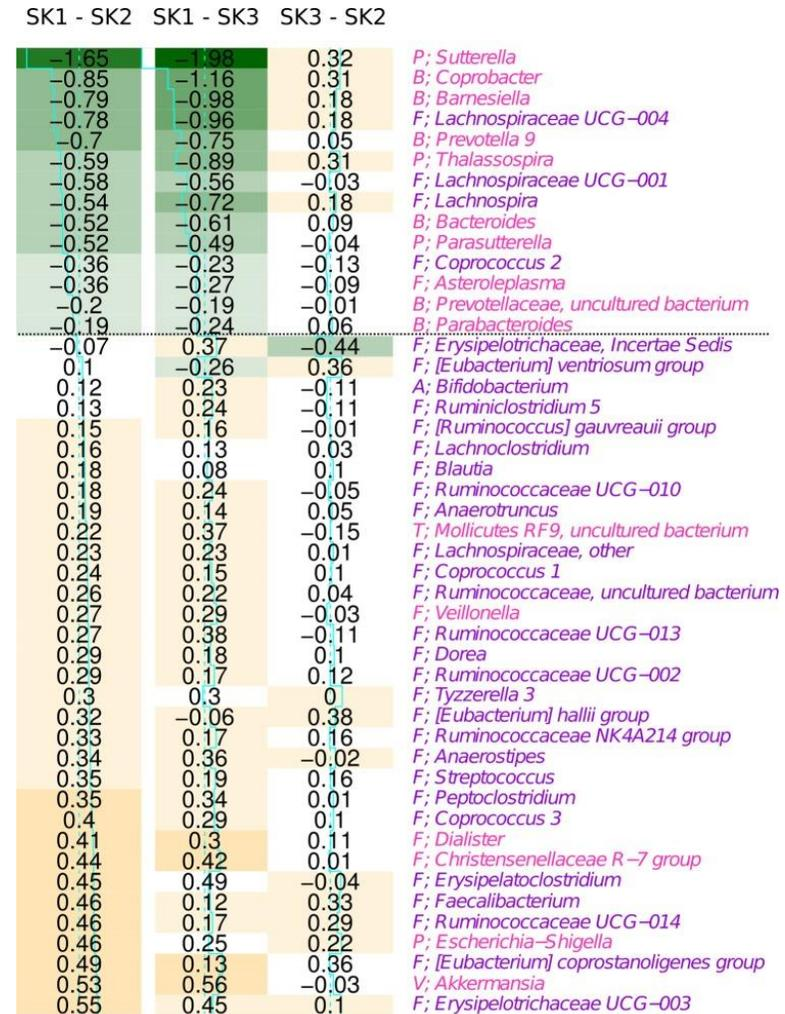 SK1 - SK2 SK1 - SK3 SK3 - SK2
−1.65 −1.98 0.32 P; Sutterella
−0.85 −1.16 0.31 B; Coprobacter
−0.79 −0.98 0.18 B; Barnesiella
−0.78 −0.96 0.18 F; Lachnospiraceae UCG−004
−0.7 −0.75 0.05 B; Prevotella 9
−0.59 −0.89 0.31 P; Thalassospira
−0.58 −0.56 −0.03 F; Lachnospiraceae UCG−001
−0.54 −0.72 0.18 F; Lachnospira
−0.52 −0.61 0.09 B; Bacteroides
−0.52 −0.49 −0.04 P; Parasutterella
−0.36 −0.23 −0.13 F; Coprococcus 2
−0.36 −0.27 −0.09 F; Asteroleplasma
−0.2 −0.19 −0.01 B; Prevotellaceae, uncultured bacterium
−0.19 −0.24 0.06 B; Parabacteroides
−0.07 0.37 −0.44 F; Erysipelotrichaceae, Incertae Sedis
0.1 −0.26 0.36 F; [Eubacterium] ventriosum group
0.12 0.23 −0.11 A; Bifidobacterium
0.13 0.24 −0.11 F; Ruminiclostridium 5
0.15 0.16 −0.01 F; [Ruminococcus] gauvreauii group
0.16 0.13 0.03 F; Lachnoclostridium
0.18 0.08 0.1 F; Blautia
0.18 0.24 −0.05 F; Ruminococcaceae UCG−010
0.19 0.14 0.05 F; Anaerotruncus
0.22 0.37 −0.15 T; Mollicutes RF9, uncultured bacterium
0.23 0.23 0.01 F; Lachnospiraceae, other
0.24 0.15 0.1 F; Coprococcus 1
0.26 0.22 0.04 F; Ruminococcaceae, uncultured bacterium
0.27 0.29 −0.03 F; Veillonella
0.27 0.38 −0.11 F; Ruminococcaceae UCG−013
0.29 0.18 0.1 F; Dorea
0.29 0.17 0.12 F; Ruminococcaceae UCG−002
0.3 0.3 0 F; Tyzzerella 3
0.32 −0.06 0.38 F; [Eubacterium] hallii group
0.33 0.17 0.16 F; Ruminococcaceae NK4A214 group
0.34 0.36 −0.02 F; Anaerostipes
0.35 0.19 0.16 F; Streptococcus
0.35 0.34 0.01 F; Peptoclostridium
0.4 0.29 0.1 F; Coprococcus 3
0.41 0.3 0.11 F; Dialister
0.44 0.42 0.01 F; Christensenellaceae R−7 group
0.45 0.49 −0.04 F; Erysipelatoclostridium
0.46 0.12 0.33 F; Faecalibacterium
0.46 0.17 0.29 F; Ruminococcaceae UCG−014
0.46 0.25 0.22 P; Escherichia−Shigella
0.49 0.13 0.36 F; [Eubacterium] coprostanoligenes group
0.53 0.56 −0.03 V; Akkermansia
0.55 0.45 0.1 F; Erysipelotrichaceae UCG−003